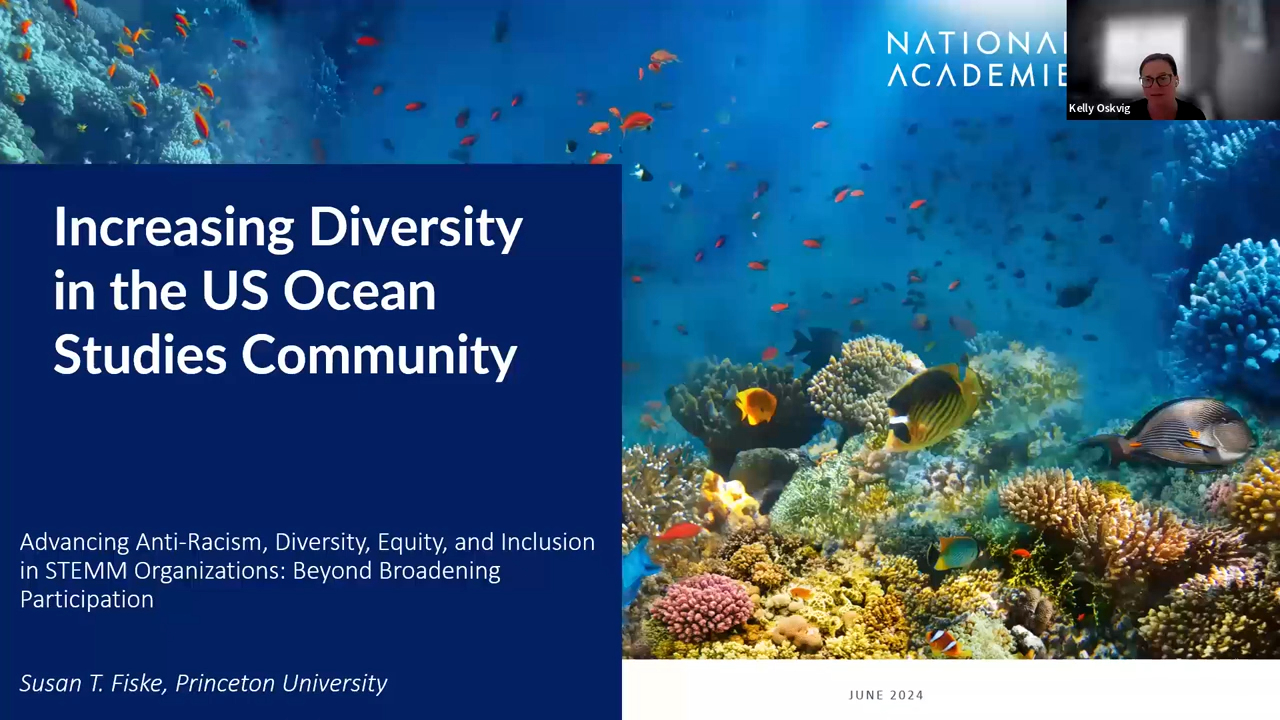 NATIONAL
ACADEMIE
Kelly Oskvig
Increasing Diversity
in the US Ocean
Studies Community
Advancing Anti-Racism, Diversity, Equity, and Inclusion
in STEMM Organizations: Beyond Broadening
Participation
Susan T. Fiske, Princeton University
JUNE 2024